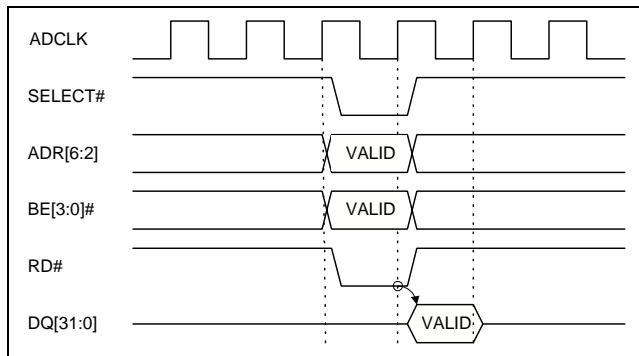 ADCLK
SELECT#
ADR[6:2] VALID
BE[3:0]# VALID
RD#
DQ[31:0] VALID